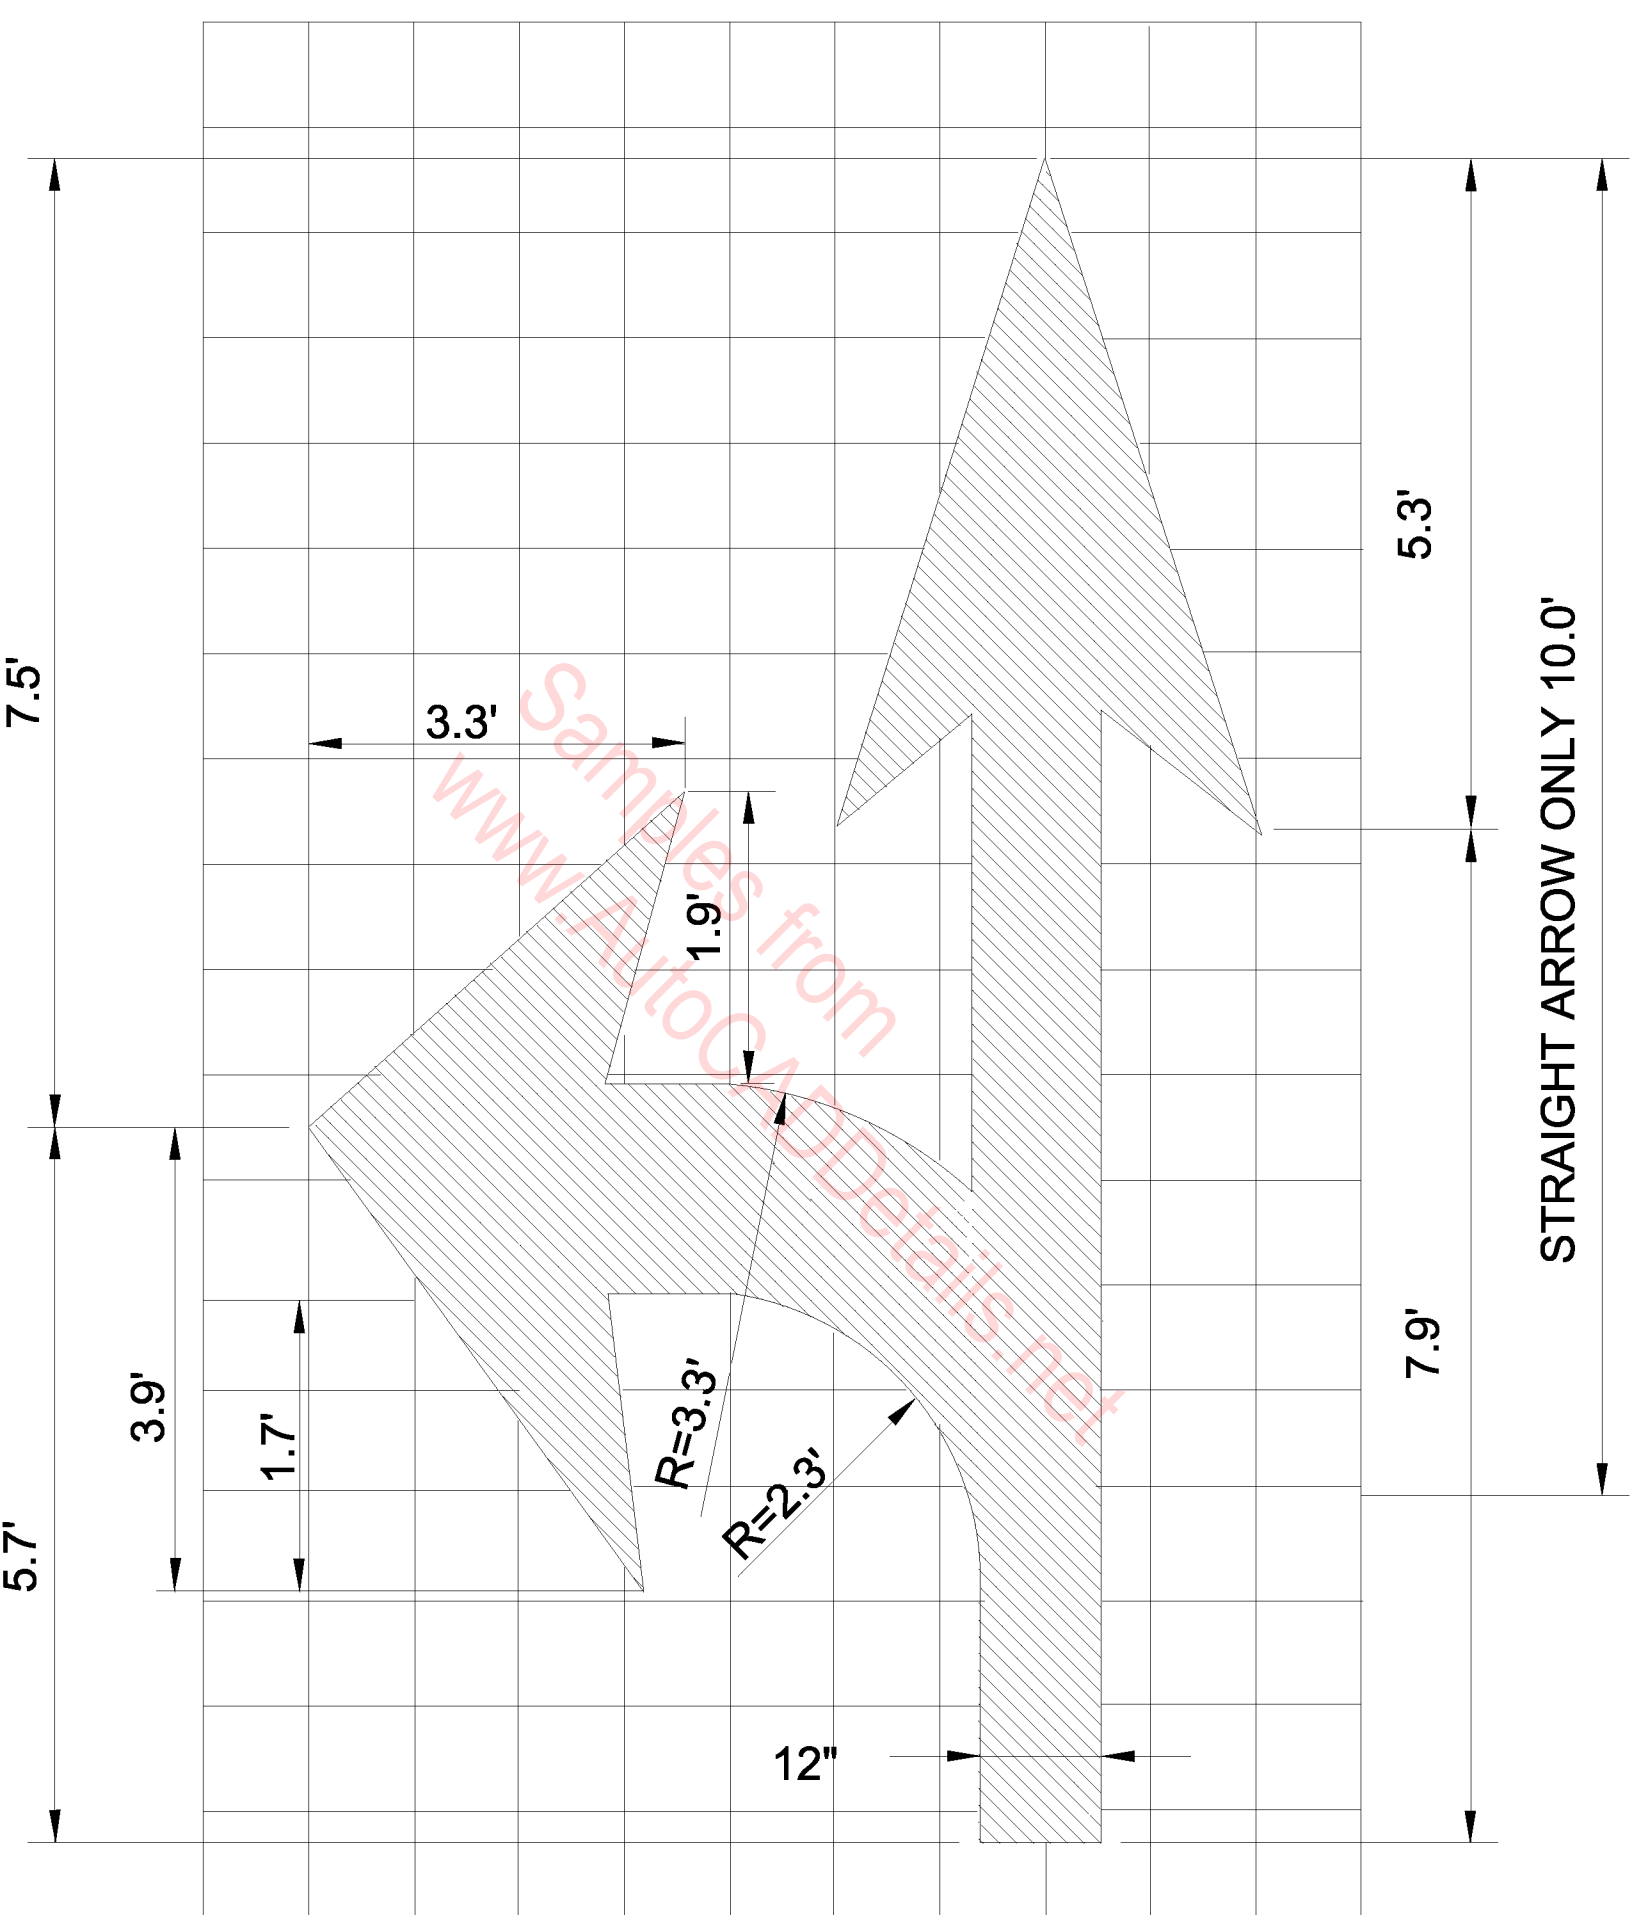 7.5'
5.3'
STRAIGHT ARROW ONLY 10.0'
3.3'
1.9'
Samples from
www.AutoCADDetails.net
7.9'
3.9'
1.7'
R=3.3'
R=2.3'
5.7'
12"